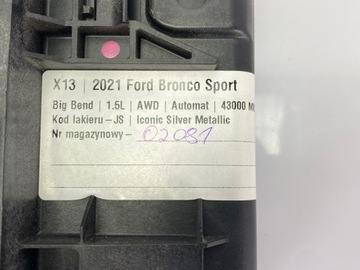 X13 | 2021 Ford Bronco Sport
Big Bend | 1.5L | AWD | Automat | 43000
Kod lakieru – JS | Iconic Silver Metallic
Nr magazynowy – 02081